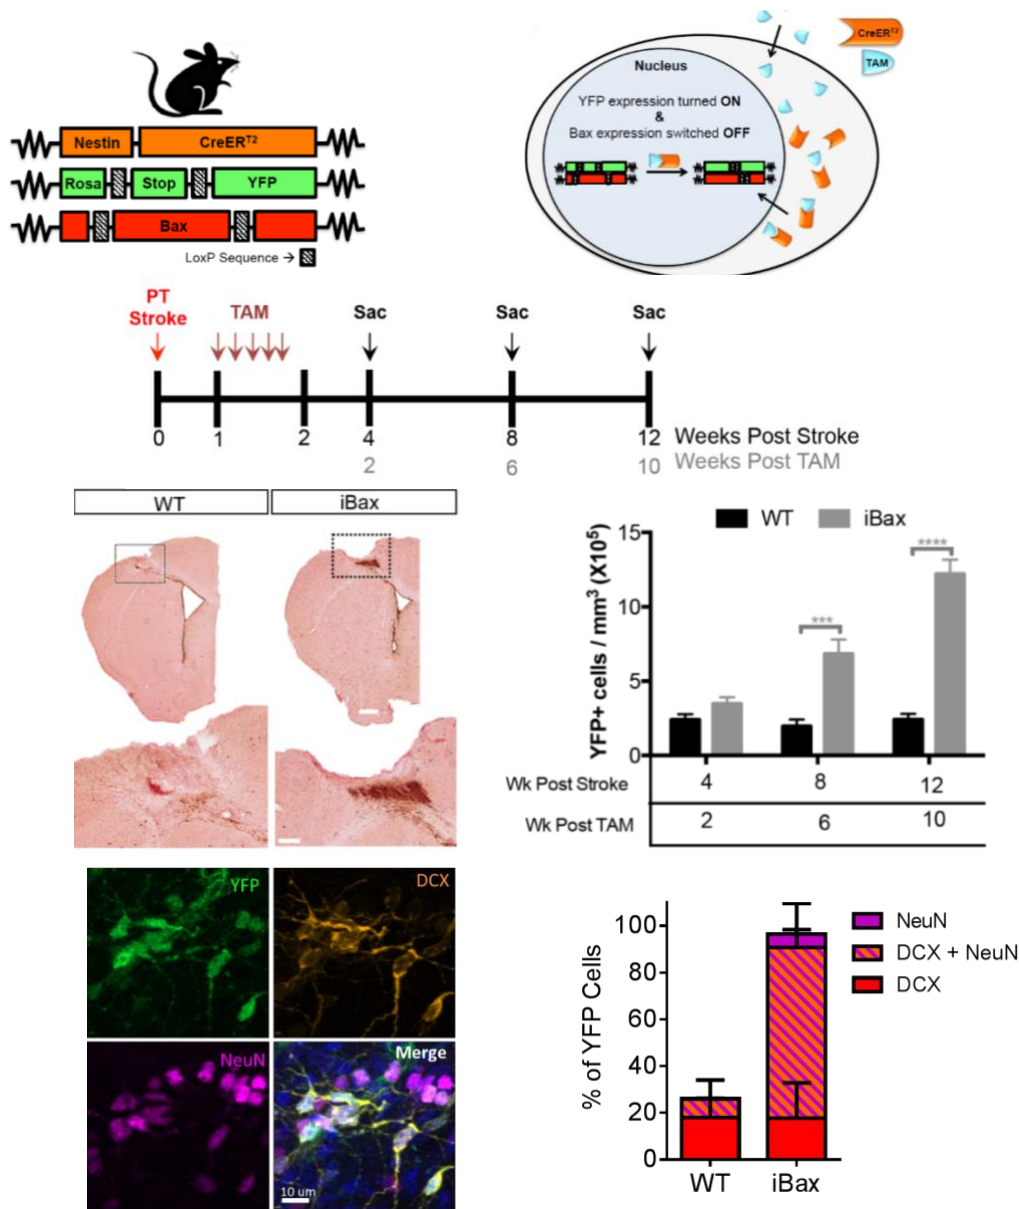 Nestin CreERT2
Rosa Stop YFP
Bax
LoxP Sequence →
CreERT2
TAM
Nucleus
YFP expression turned ON
&
Bax expression switched OFF
PT
Stroke
TAM
Sac Sac Sac
0 1 2 4 8 12 Weeks Post Stroke
2 6 10 Weeks Post TAM
WT iBax
WT iBax
YFP+ cells / mm³ (X10⁵)
15
10
5
0
***
****
Wk Post Stroke 4 8 12
Wk Post TAM 2 6 10
YFP DCX
NeuN Merge
10 um
% of YFP Cells
100
80
60
40
20
0
WT iBax
NeuN
DCX + NeuN
DCX